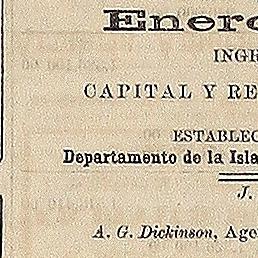 Enero
INGR
CAPITAL Y RE
ESTABLEC
Departamento de la Isla
J.
A. G. Dickinson, Age